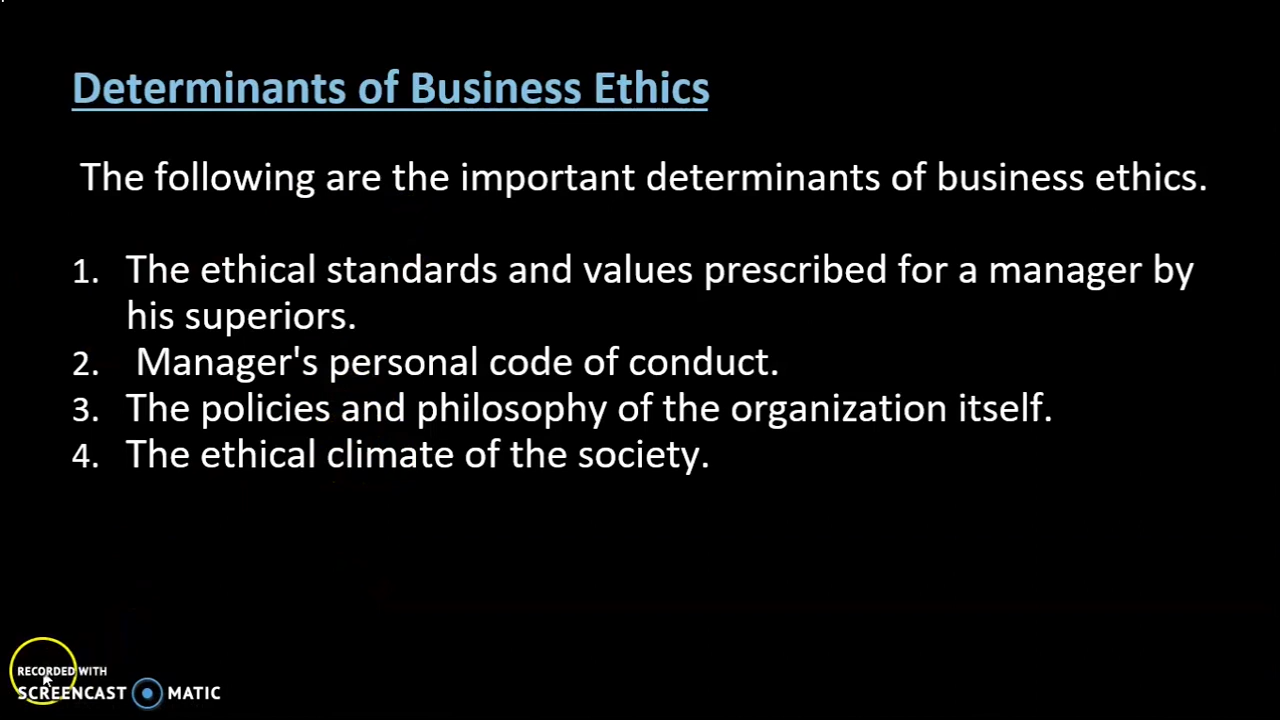 Determinants of Business Ethics
The following are the important determinants of business ethics.
1. The ethical standards and values prescribed for a manager by
his superiors.
2. Manager's personal code of conduct.
3. The policies and philosophy of the organization itself.
4. The ethical climate of the society.
RECORDED WITH
SCREENCAST MATIC